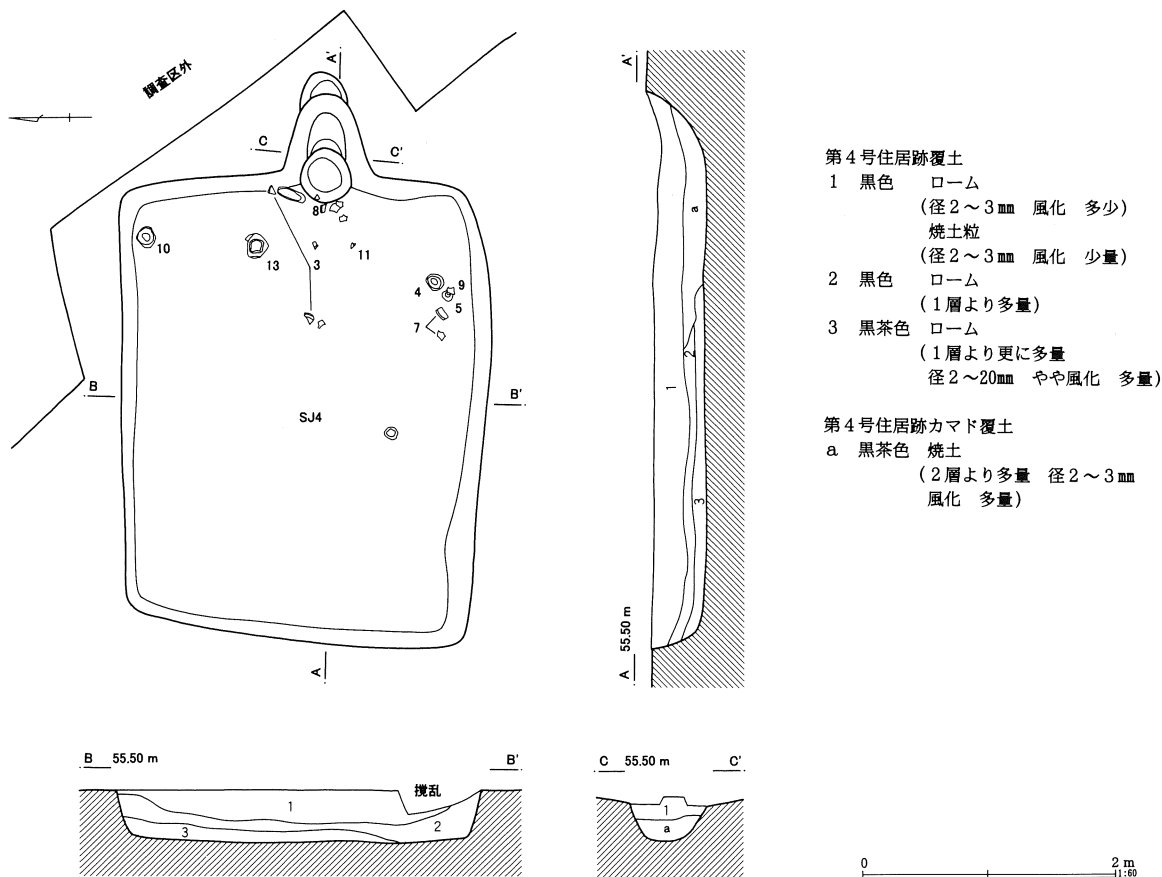 調査区外
A'
C
C'
8
10
13
3
11
4
9
5
7
B
B'
SJ4
A
A'
a
2
1
3
A
55.50 m
第４号住居跡覆土
１　黒色　ローム
（径２～３㎜　風化　多少）
焼土粒
（径２～３㎜　風化　少量）
２　黒色　ローム
（１層より多量）
３　黒茶色　ローム
（１層より更に多量
径２～20㎜　やや風化　多量）
第４号住居跡カマド覆土
ａ　黒茶色　焼土
（２層より多量　径２～３㎜
風化　多量）
B 55.50 m B'
撹乱
1
2
3
C 55.50 m C'
1
a
0 2 m
1:60